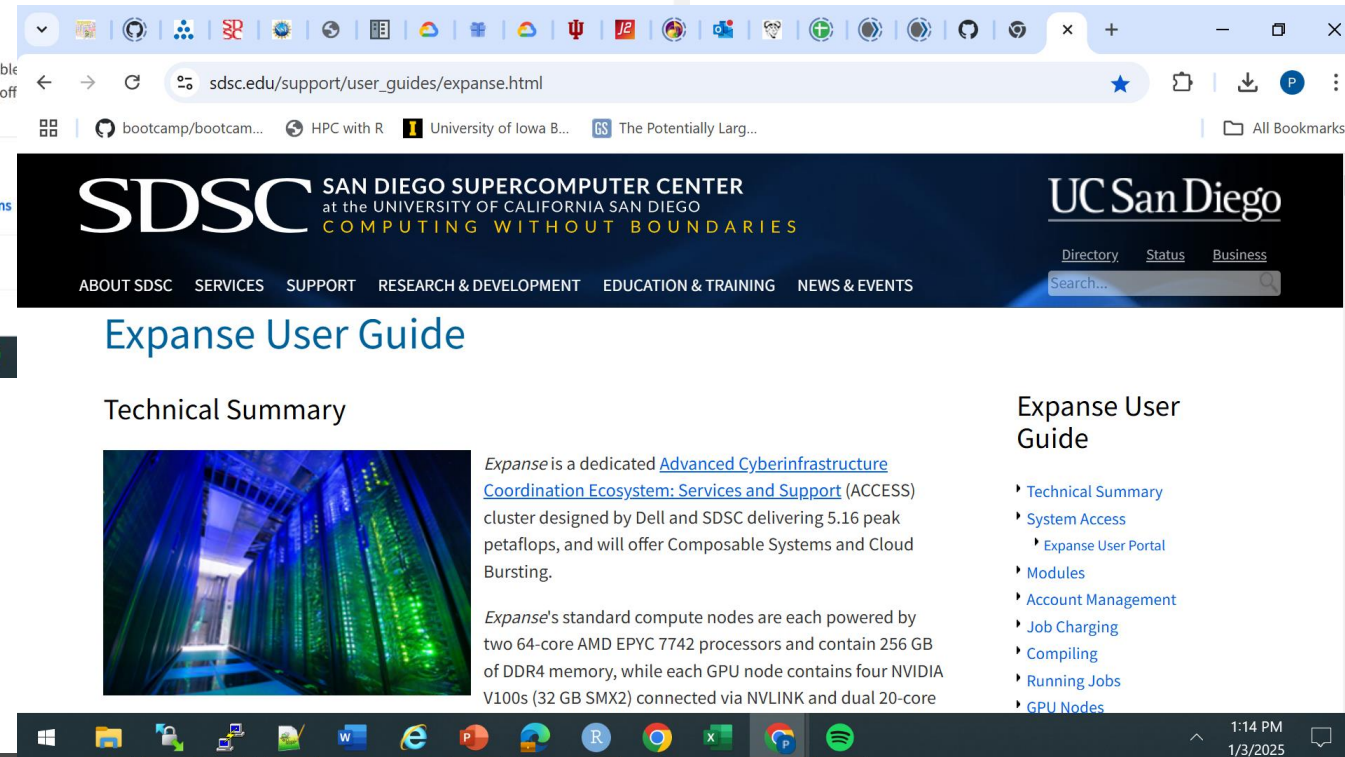 ble
off
ns
sdsc.edu/support/user_guides/expanse.html
P
bootcamp/bootcam...
HPC with R
University of Iowa B...
GS
The Potentially Larg...
All Bookmarks
SDSC
SAN DIEGO SUPERCOMPUTER CENTER
at the UNIVERSITY OF CALIFORNIA SAN DIEGO
COMPUTING WITHOUT BOUNDARIES
UC San Diego
Directory Status Business
Search...
ABOUT SDSC SERVICES SUPPORT RESEARCH & DEVELOPMENT EDUCATION & TRAINING NEWS & EVENTS
Expanse User Guide
Technical Summary
Expanse is a dedicated Advanced Cyberinfrastructure
Coordination Ecosystem: Services and Support (ACCESS)
cluster designed by Dell and SDSC delivering 5.16 peak
petaflops, and will offer Composable Systems and Cloud
Bursting.
Expanse's standard compute nodes are each powered by
two 64-core AMD EPYC 7742 processors and contain 256 GB
of DDR4 memory, while each GPU node contains four NVIDIA
V100s (32 GB SMX2) connected via NVLINK and dual 20-core
Expanse User
Guide
Technical Summary
System Access
Expanse User Portal
Modules
Account Management
Job Charging
Compiling
Running Jobs
GPU Nodes
1:14 PM
1/3/2025